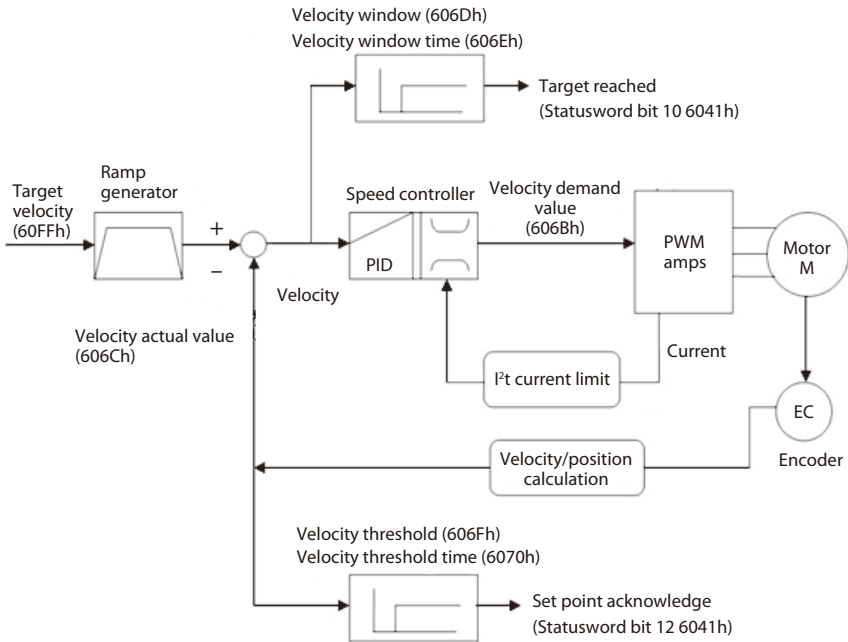 Velocity window (606Dh)
Velocity window time (606Eh)
Target reached
(Statusword bit 10 6041h)
Ramp
generator
Target
velocity
(60FFh)
+
−
Speed controller
PID
Velocity demand
value
(606Bh)
PWM
amps
Motor
M
Velocity
Velocity actual value
(606Ch)
Current
I²t current limit
EC
Encoder
Velocity/position
calculation
Velocity threshold (606Fh)
Velocity threshold time (6070h)
Set point acknowledge
(Statusword bit 12 6041h)